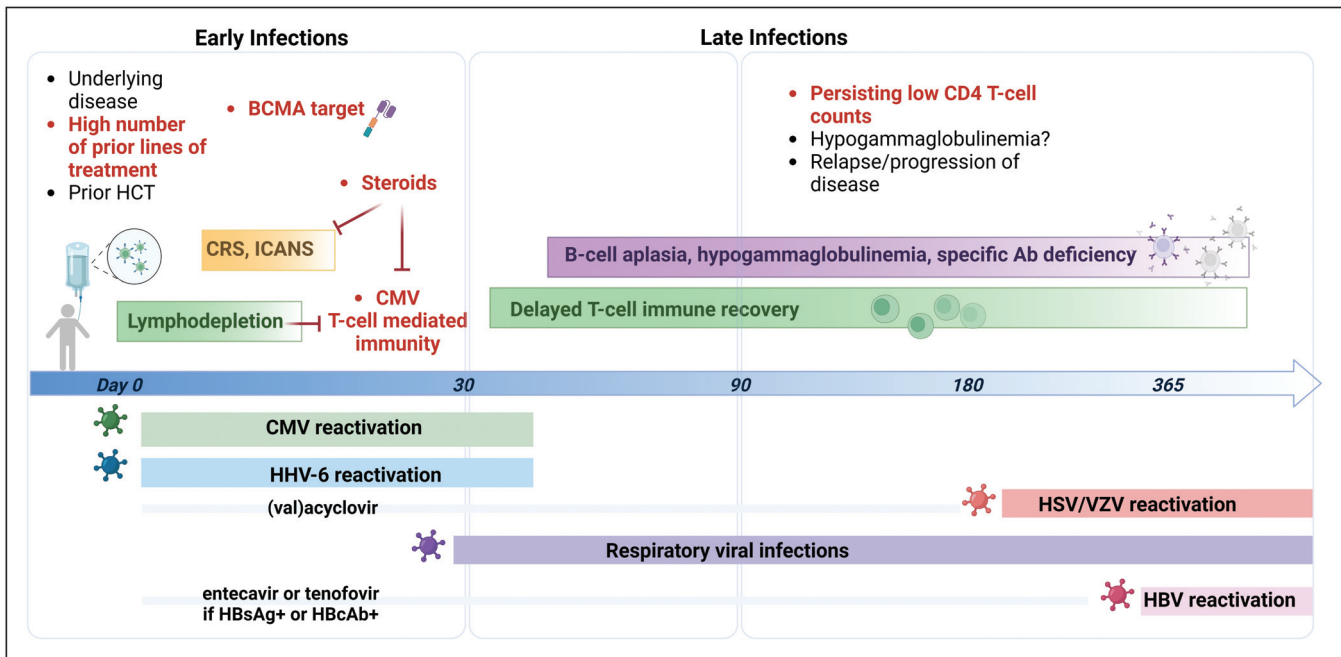 Early Infections
Late Infections
• Underlying
disease
• High number
of prior lines of
treatment
• Prior HCT
• BCMA target
• Steroids
CRS, ICANS
Lymphodepletion
• CMV
T-cell mediated
immunity
• Persisting low CD4 T-cell
counts
• Hypogammaglobulinemia?
• Relapse/progression of
disease
B-cell aplasia, hypogammaglobulinemia, specific Ab deficiency
Delayed T-cell immune recovery
Day 0
30
90
180
365
CMV reactivation
HHV-6 reactivation
(val)acyclovir
HSV/VZV reactivation
Respiratory viral infections
entecavir or tenofovir
if HBsAg+ or HBcAb+
HBV reactivation